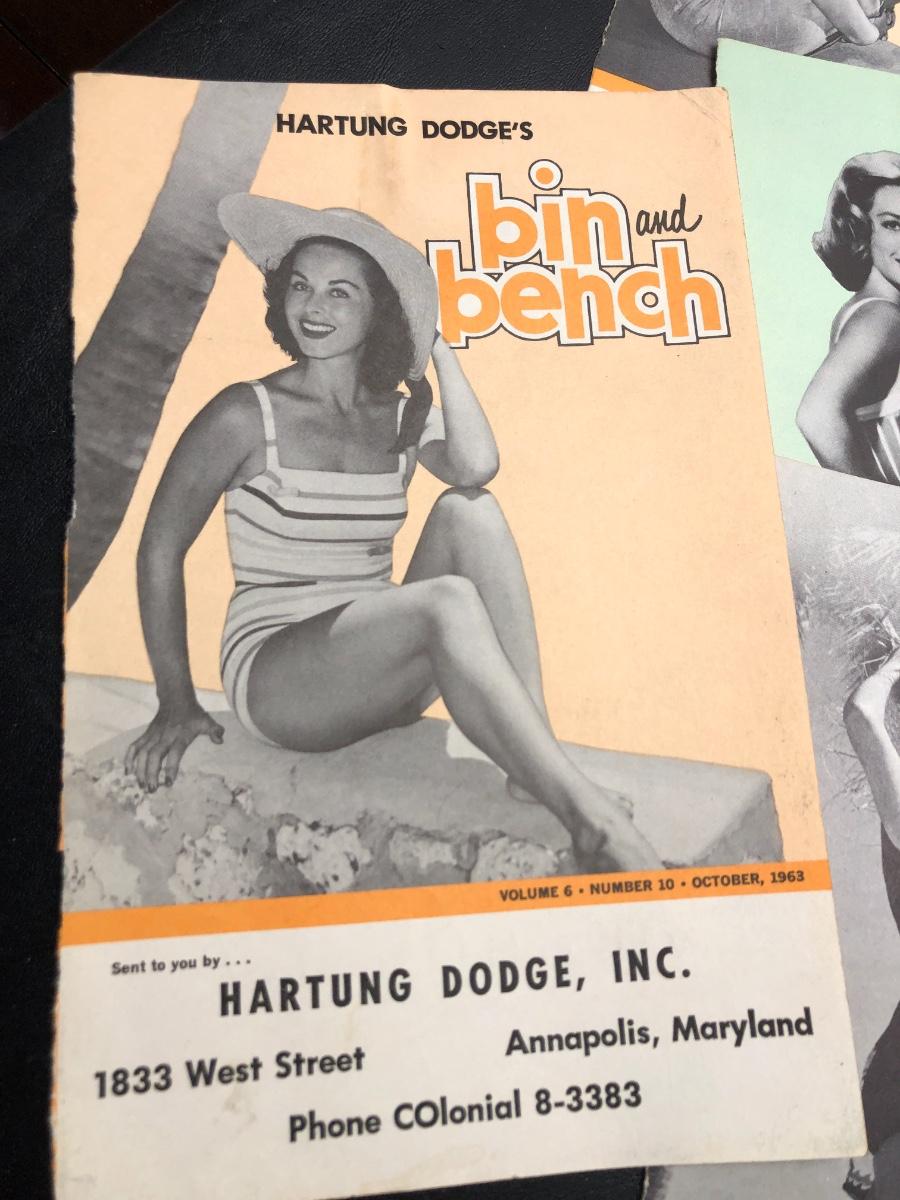 HARTUNG DODGE'S
bin and
bench
VOLUME 6 • NUMBER 10 • OCTOBER, 1963
Sent to you by . . .
HARTUNG DODGE, INC.
1833 West Street Annapolis, Maryland
Phone COlonial 8-3383